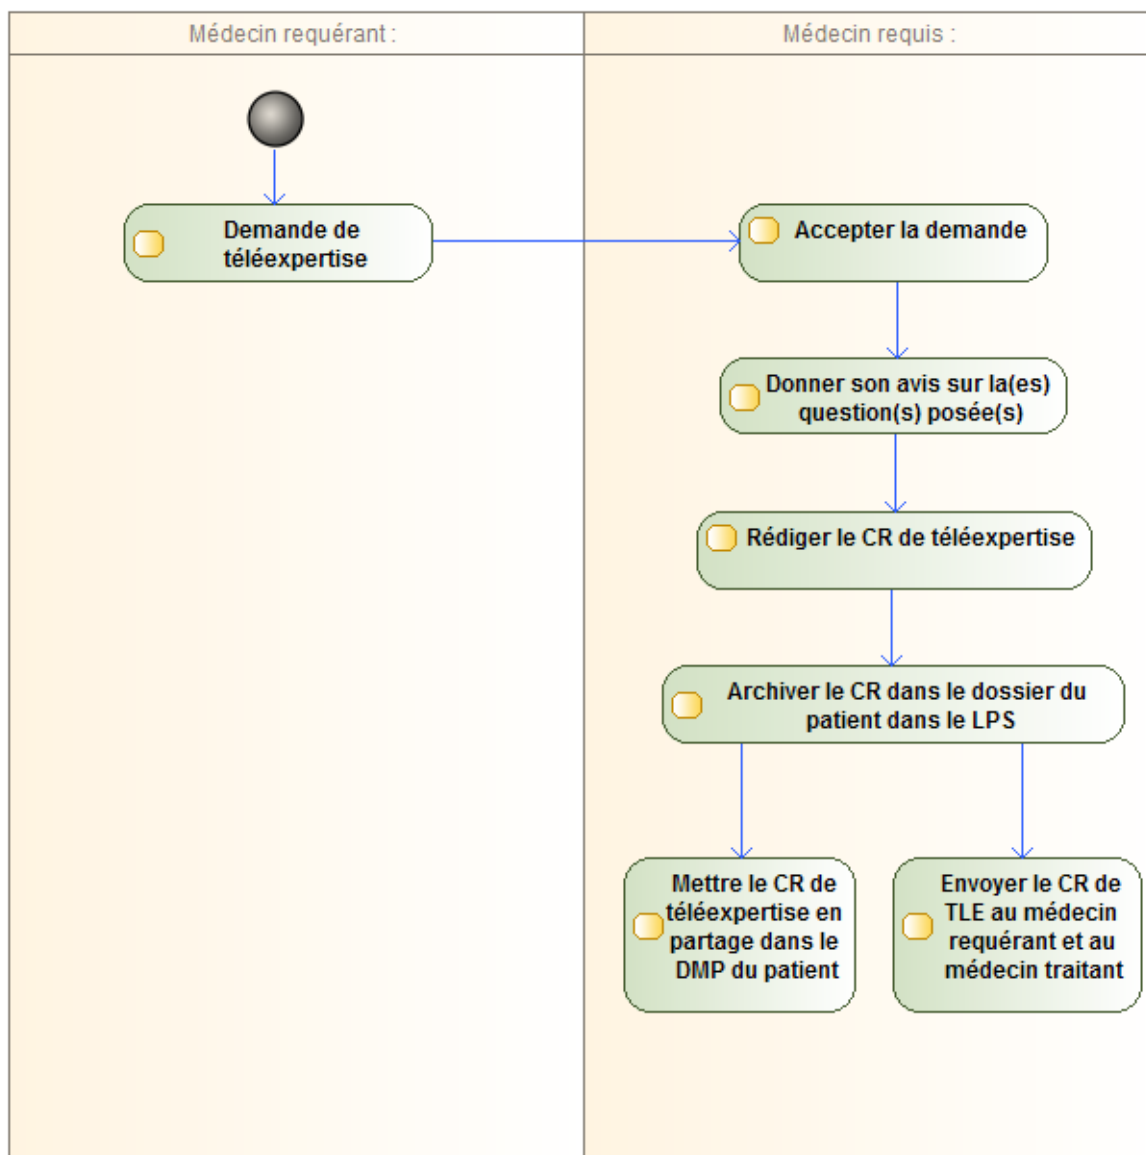 Médecin requérant :
Médecin requis :
Demande de
téléexpertise
Accepter la demande
Donner son avis sur la(es)
question(s) posée(s)
Rédiger le CR de téléexpertise
Archiver le CR dans le dossier du
patient dans le LPS
Mettre le CR de
téléexpertise en
partage dans le
DMP du patient
Envoyer le CR de
TLE au médecin
requérant et au
médecin traitant